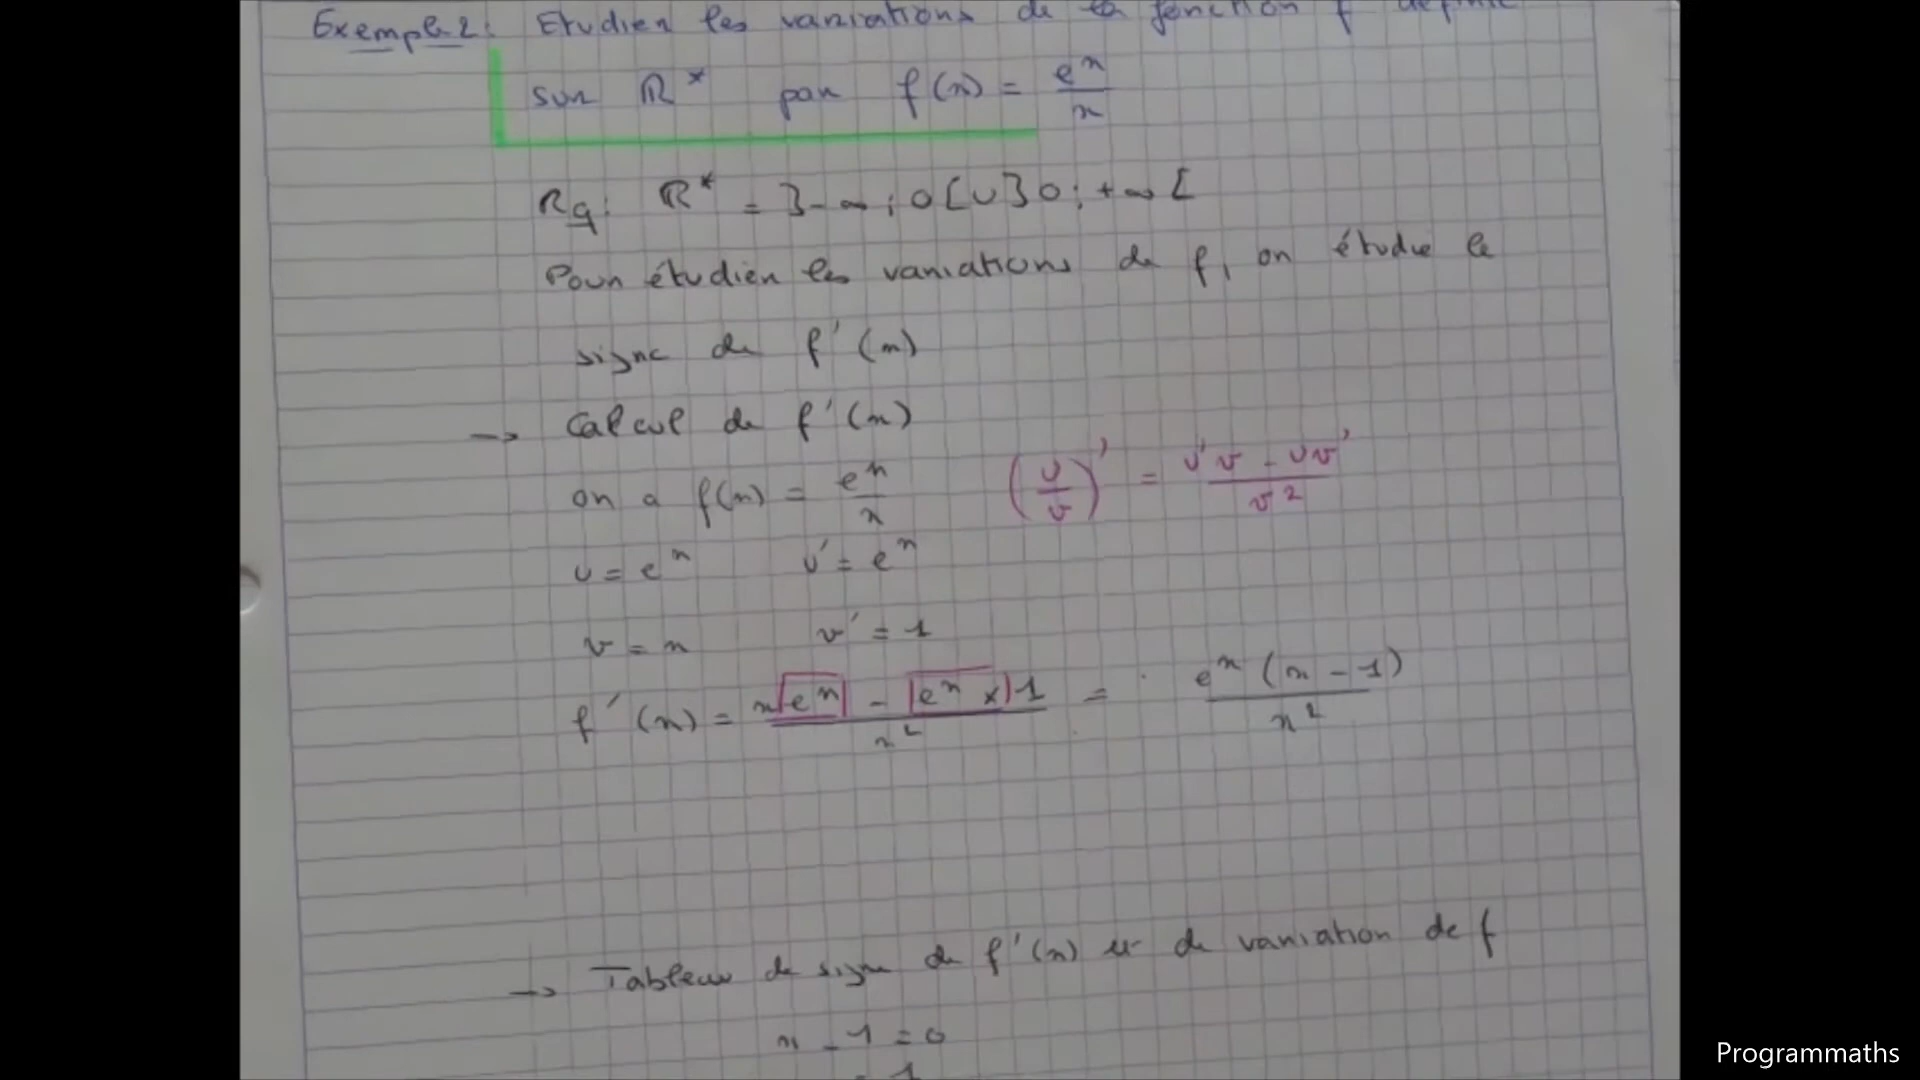 Exemple 2: Etudier les variations de la fonction f définie
sur ℝ* par f(x) = e^x / x
Rq: ℝ* = ]-∞; 0[∪]0; +∞[
Pour étudier les variations de f, on étudie le
signe de f'(x)
→ Calcul de f'(x)
on a f(x) = e^x / x (u/v)' = (u'v - uv') / v²
u = e^x u' = e^x
v = x v' = 1
f'(x) = (x e^x - e^x × 1) / x² = e^x (x - 1) / x²
→ Tableau de signe de f'(x) et de variation de f
x - 1 = 0
= 1
Programmaths